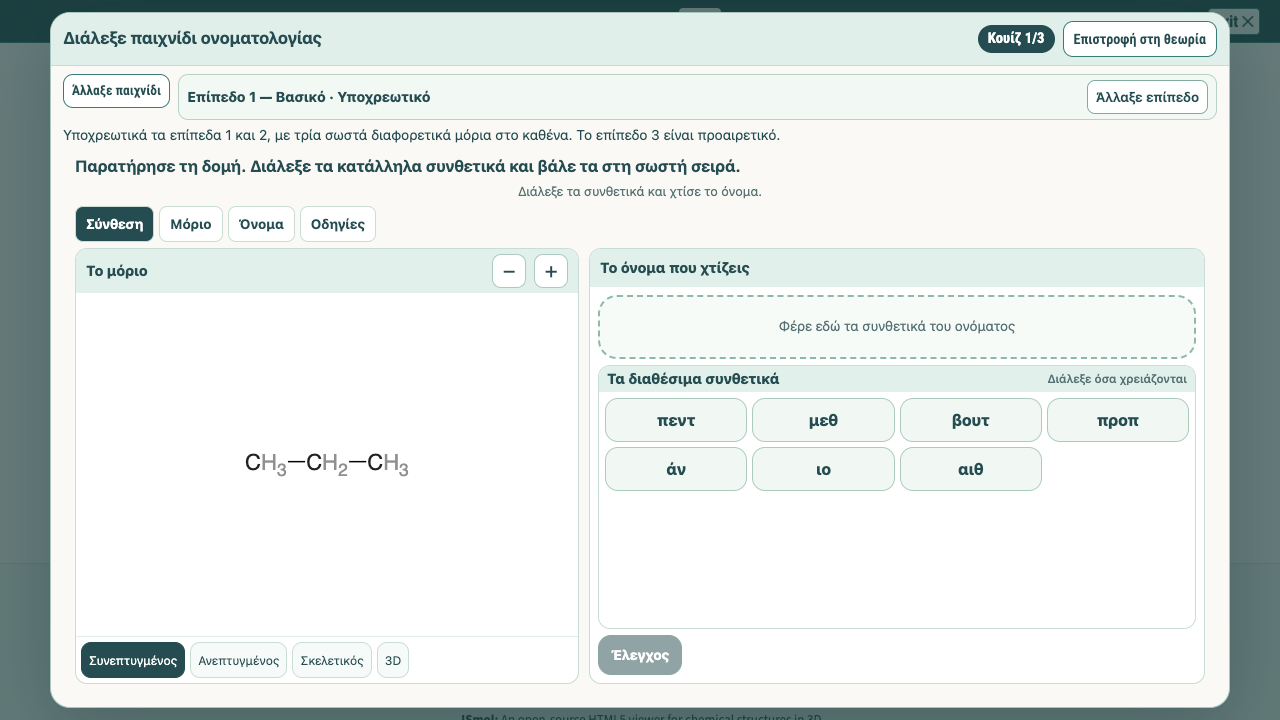 Διάλεξε παιχνίδι ονοματολογίας
Κουίζ 1/3
Επιστροφή στη θεωρία
Άλλαξε παιχνίδι
Επίπεδο 1 — Βασικό · Υποχρεωτικό
Άλλαξε επίπεδο
Υποχρεωτικά τα επίπεδα 1 και 2, με τρία σωστά διαφορετικά μόρια στο καθένα. Το επίπεδο 3 είναι προαιρετικό.
Παρατήρησε τη δομή. Διάλεξε τα κατάλληλα συνθετικά και βάλε τα στη σωστή σειρά.
Διάλεξε τα συνθετικά και χτίσε το όνομα.
Σύνθεση
Μόριο
Όνομα
Οδηγίες
Το μόριο
−
+
CH3—CH2—CH3
Συνεπτυγμένος
Ανεπτυγμένος
Σκελετικός
3D
Το όνομα που χτίζεις
Φέρε εδώ τα συνθετικά του ονόματος
Τα διαθέσιμα συνθετικά
Διάλεξε όσα χρειάζονται
πεντ
μεθ
βουτ
προπ
άν
ιο
αιθ
Έλεγχος